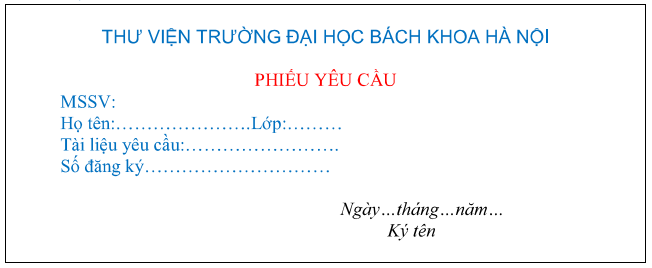 THƯ VIỆN TRƯỜNG ĐẠI HỌC BÁCH KHOA HÀ NỘI
PHIẾU YÊU CẦU
MSSV:
Họ tên:………………….Lớp:………
Tài liệu yêu cầu:…………………….
Số đăng ký…………………………
Ngày…tháng…năm…
Ký tên